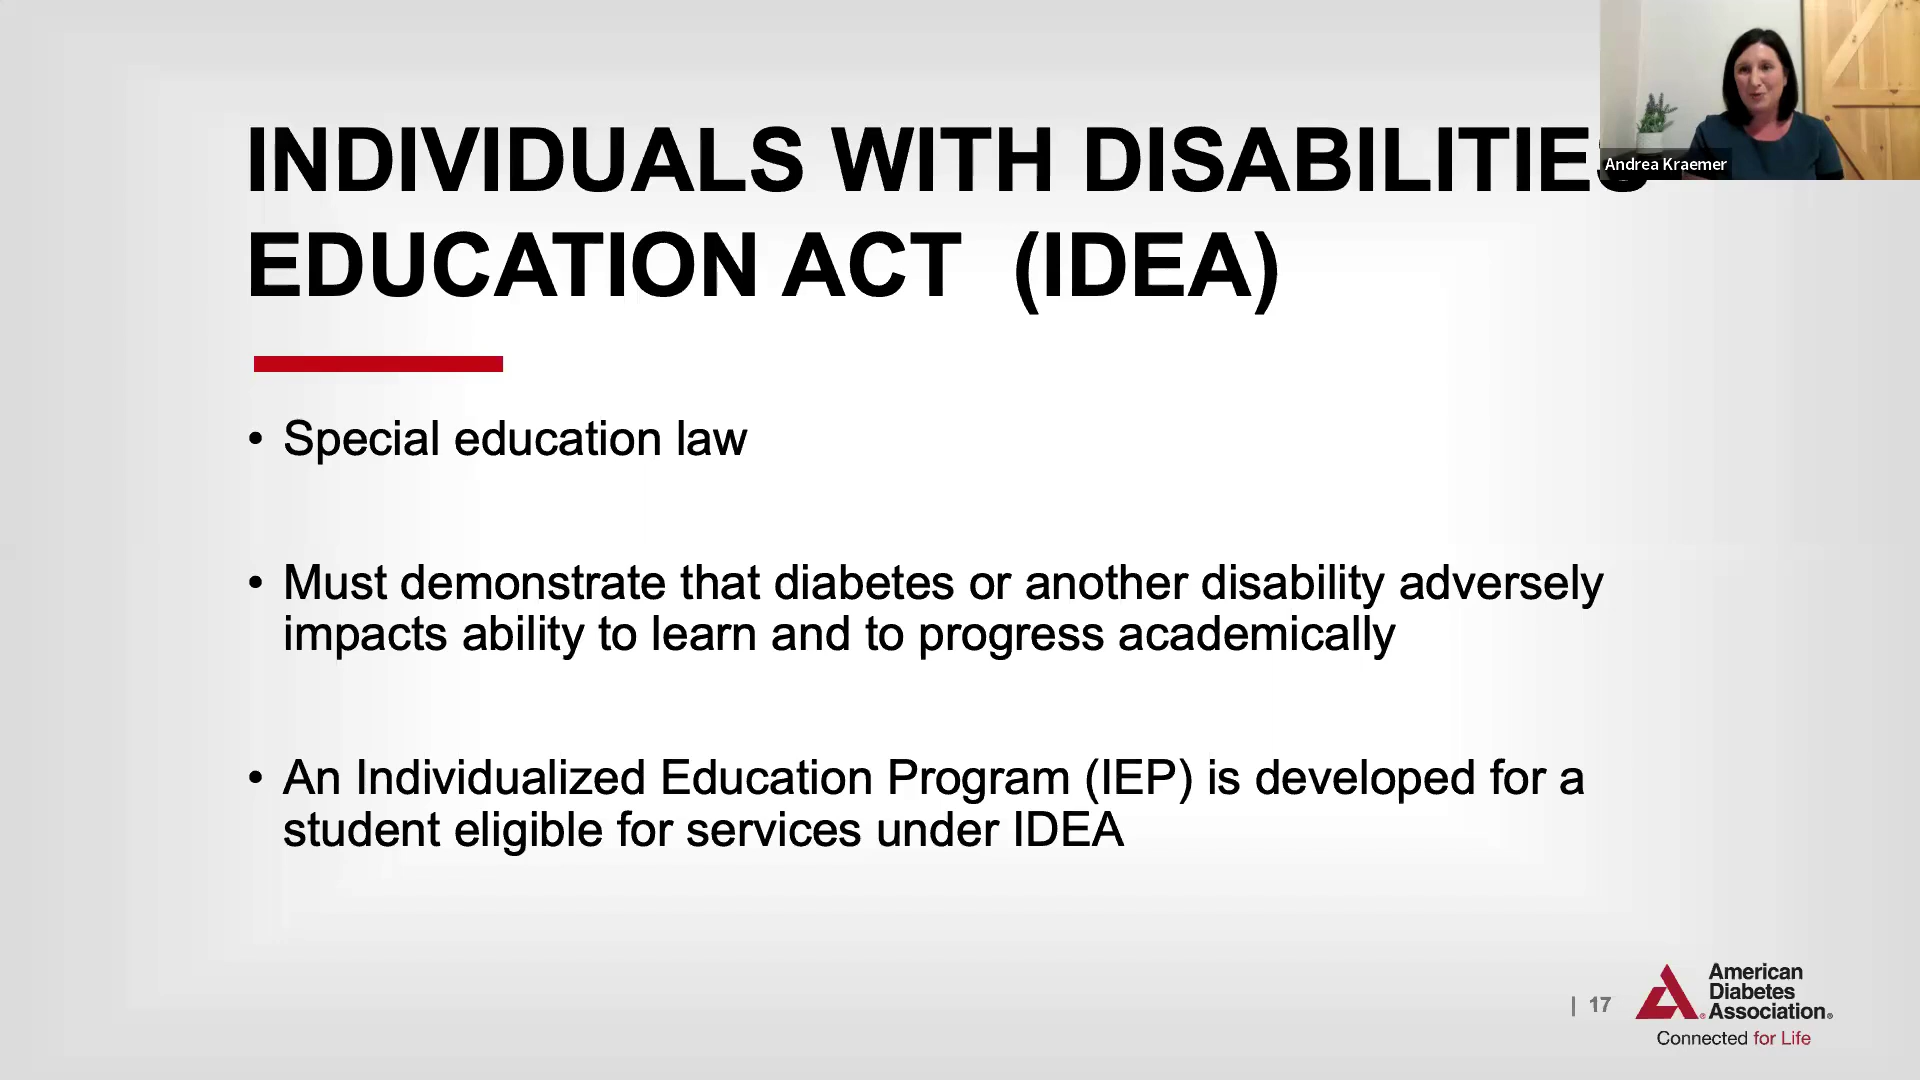 INDIVIDUALS WITH DISABILITIES
EDUCATION ACT (IDEA)
Andrea Kraemer
• Special education law
• Must demonstrate that diabetes or another disability adversely
impacts ability to learn and to progress academically
• An Individualized Education Program (IEP) is developed for a
student eligible for services under IDEA
| 17
American
Diabetes
Association®
Connected for Life